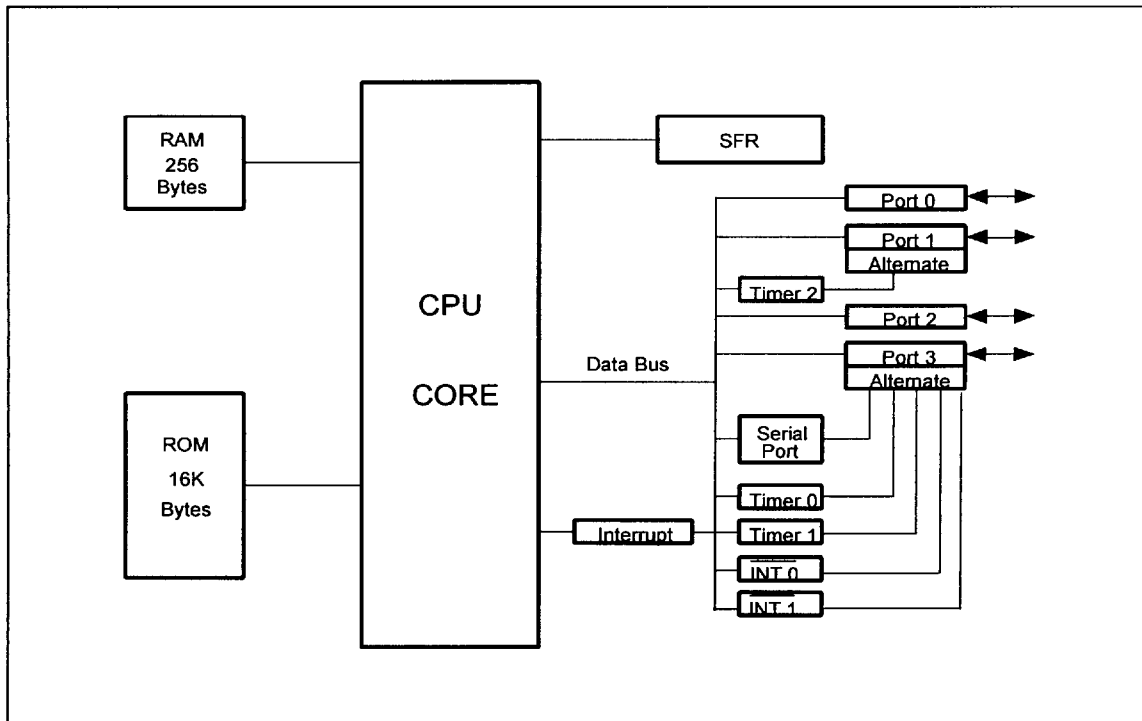 RAM
256
Bytes
SFR
Port 0
Port 1
Alternate
Timer 2
CPU
CORE
Port 2
Port 3
Alternate
Data Bus
ROM
16K
Bytes
Serial
Port
Timer 0
Interrupt
Timer 1
INT 0
INT 1